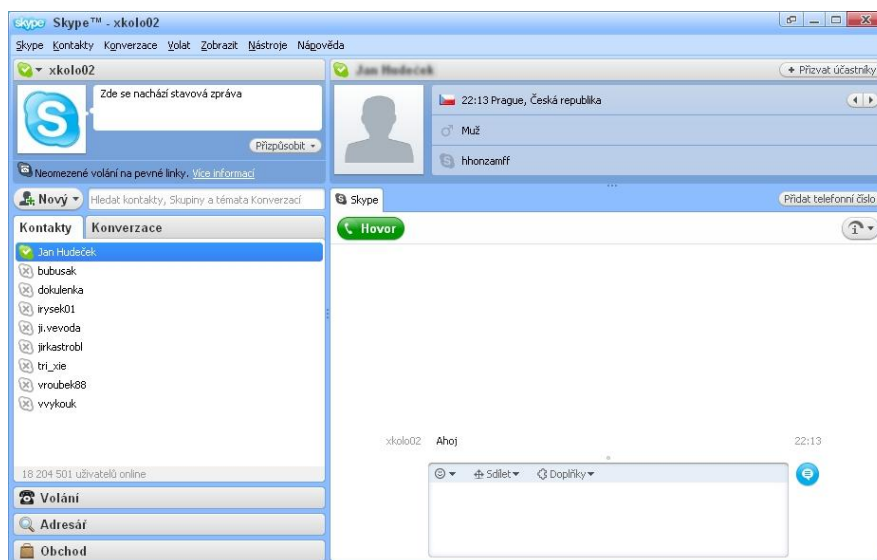 Skype™ - xkolo02
Skype Kontakty Konverzace Volat Zobrazit Nástroje Nápověda
xkolo02
Zde se nachází stavová zpráva
Přizpůsobit
Neomezené volání na pevné linky. Více informací
Nový
Hledat kontakty, Skupiny a témata Konverzací
Kontakty Konverzace
Jan Hudeček
bubusak
dokulenka
irysek01
ji.vevoda
jirkastrobl
tri_xie
vroubek88
vvykouk
18 204 501 uživatelů online
Volání
Adresář
Obchod
Jan Hudeček
+ Přizvat účastníky
22:13 Prague, Česká republika
Muž
hhonzamff
Skype
Přidat telefonní číslo
Hovor
xkolo02 Ahoj 22:13
Sdílet Doplňky